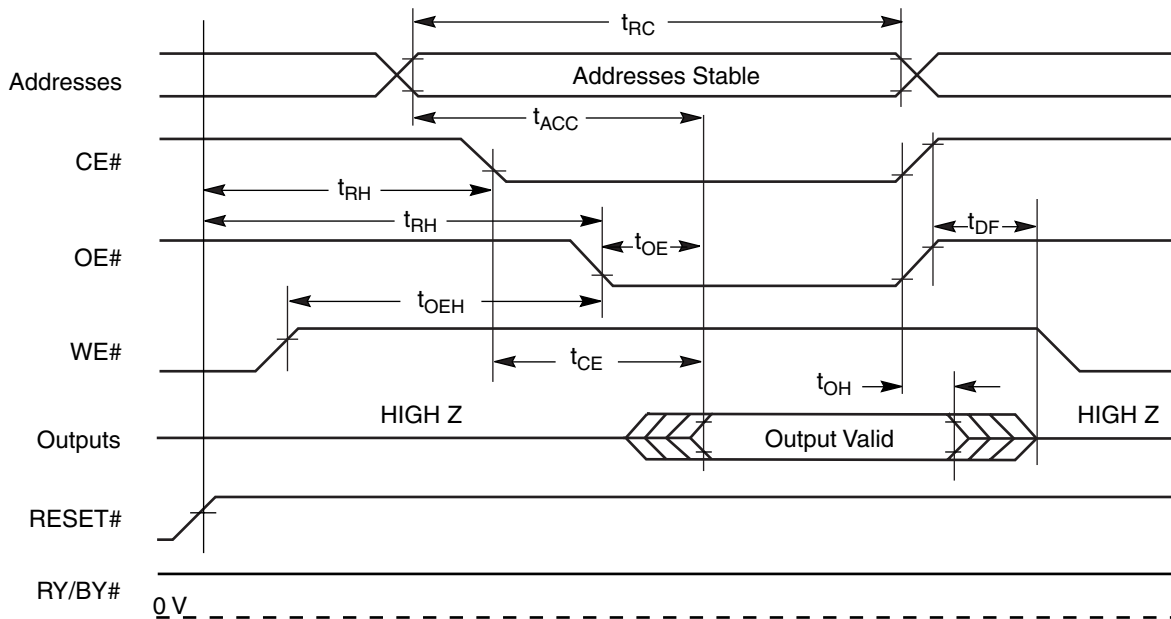 tRC
Addresses
Addresses Stable
tACC
CE#
tRH
tRH
tDF
OE#
tOE
tOEH
WE#
tCE
tOH
HIGH Z
HIGH Z
Outputs
Output Valid
RESET#
RY/BY#
0 V